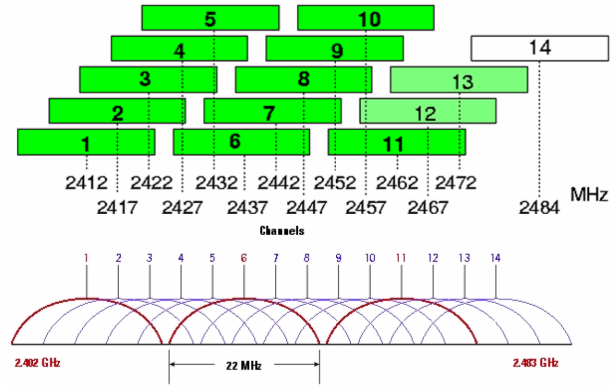 5 10
4 9 14
3 8 13
2 7 12
1 6 11
2412 2422 2432 2442 2452 2462 2472 MHz
2417 2427 2437 2447 2457 2467 2484
Channels
1 2 3 4 5 6 7 8 9 10 11 12 13 14
2.402 GHz 22 MHz 2.483 GHz